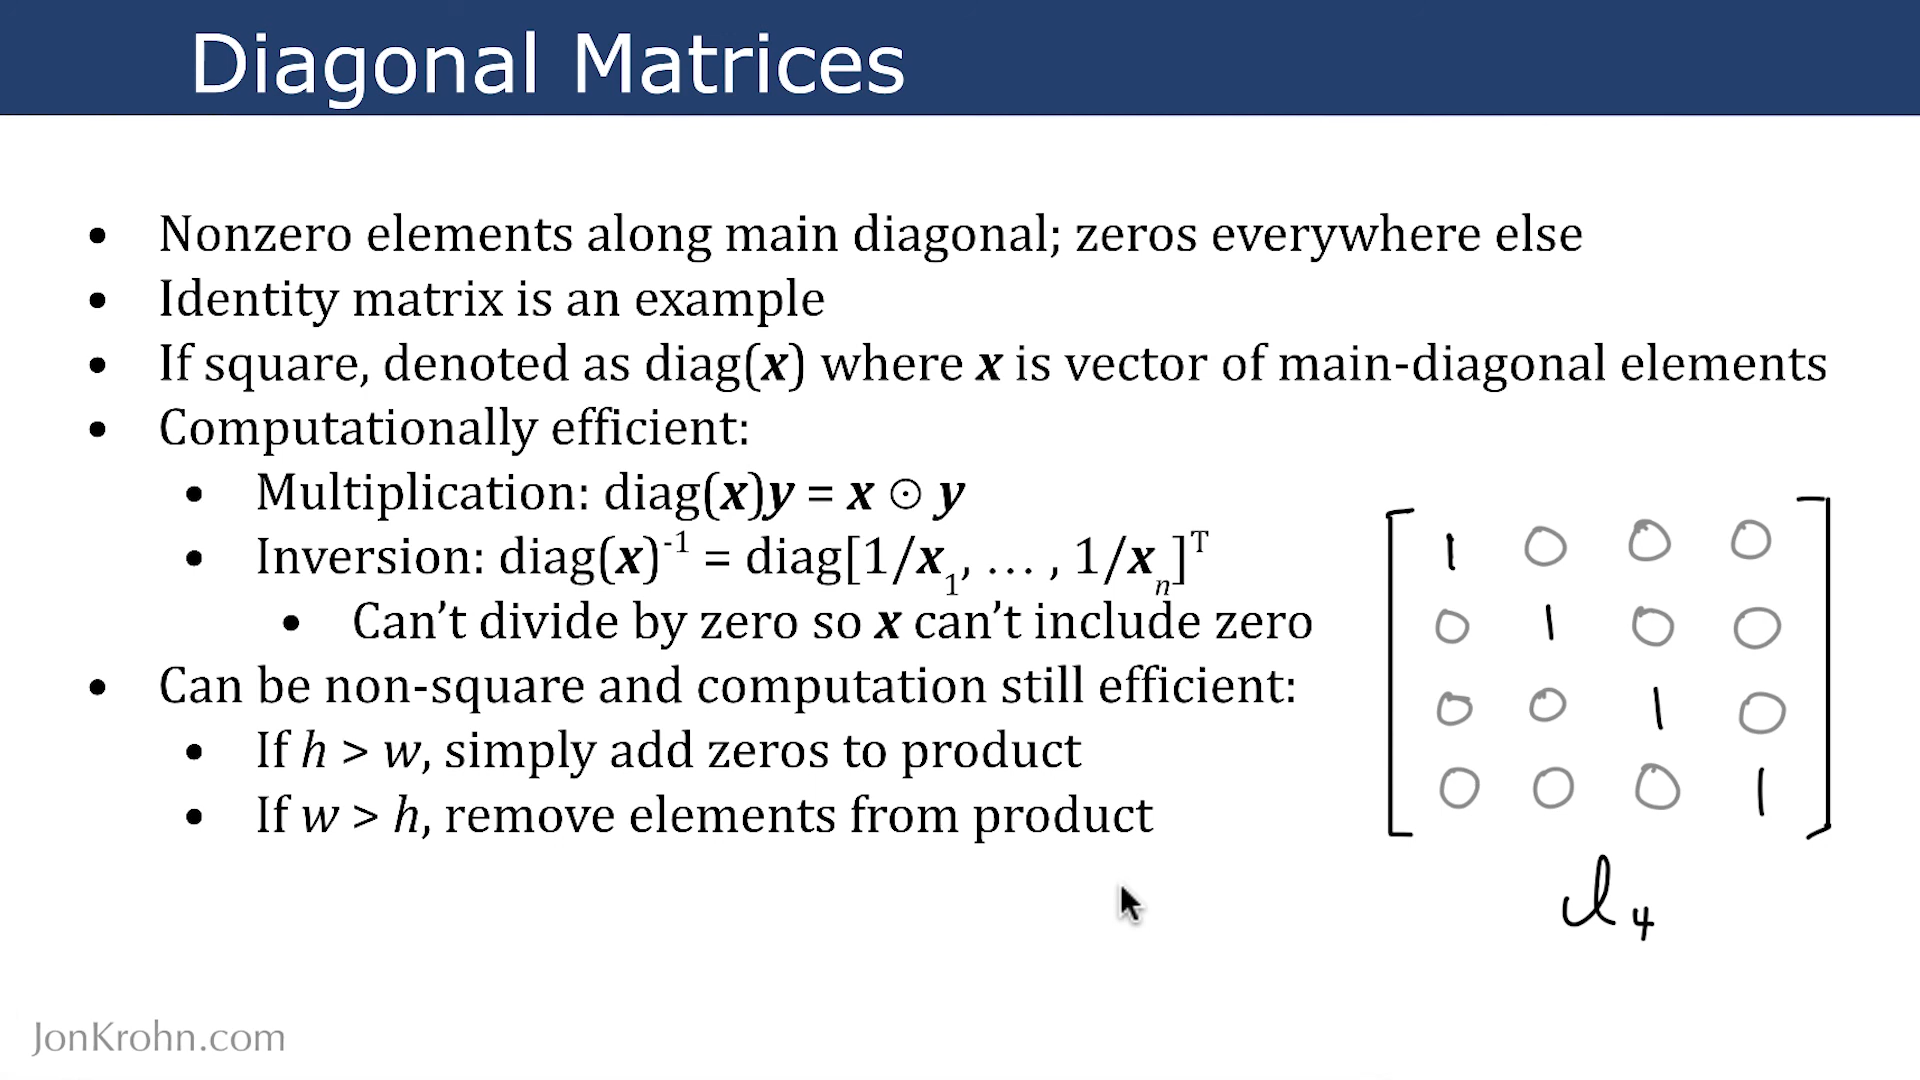 Diagonal Matrices
• Nonzero elements along main diagonal; zeros everywhere else
• Identity matrix is an example
• If square, denoted as diag(x) where x is vector of main-diagonal elements
• Computationally efficient:
• Multiplication: diag(x)y = x ⊙ y
• Inversion: diag(x)⁻¹ = diag[1/x₁, … , 1/xₙ]ᵀ
• Can’t divide by zero so x can’t include zero
• Can be non-square and computation still efficient:
• If h > w, simply add zeros to product
• If w > h, remove elements from product
1 0 0 0
0 1 0 0
0 0 1 0
0 0 0 1
I₄
JonKrohn.com